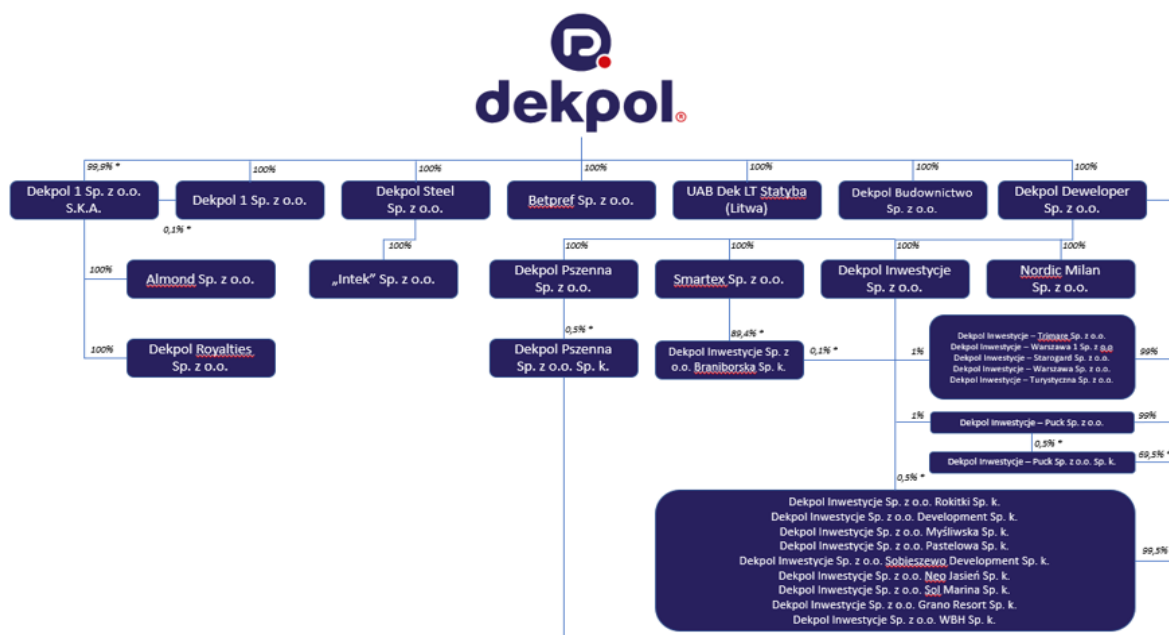 dekpol®
99,9% *
100%
100%
100%
100%
100%
100%
Dekpol 1 Sp. z o.o.
S.K.A.
Dekpol 1 Sp. z o.o.
Dekpol Steel
Sp. z o.o.
Betpref Sp. z o.o.
UAB Dek LT Statyba
(Litwa)
Dekpol Budownictwo
Sp. z o.o.
Dekpol Deweloper
Sp. z o.o.
0,1% *
100%
100%
100%
100%
100%
100%
Almond Sp. z o.o.
„Intek” Sp. z o.o.
Dekpol Pszenna
Sp. z o.o.
Smartex Sp. z o.o.
Dekpol Inwestycje
Sp. z o.o.
Nordic Milan
Sp. z o.o.
100%
Dekpol Royalties
Sp. z o.o.
0,5% *
Dekpol Pszenna
Sp. z o.o. Sp. k.
89,4% *
Dekpol Inwestycje Sp. z
o.o. Braniborska Sp. k.
0,1% *
1%
Dekpol Inwestycje – Trimare Sp. z o.o.
Dekpol Inwestycje – Warszawa 1 Sp. z o.o
Dekpol Inwestycje – Starogard Sp. z o.o.
Dekpol Inwestycje – Warszawa Sp. z o.o.
Dekpol Inwestycje – Turystyczna Sp. z o.o.
99%
1%
Dekpol Inwestycje – Puck Sp. z o.o.
99%
0,5% *
Dekpol Inwestycje – Puck Sp. z o.o. Sp. k.
69,5% *
0,5% *
Dekpol Inwestycje Sp. z o.o. Rokitki Sp. k.
Dekpol Inwestycje Sp. z o.o. Development Sp. k.
Dekpol Inwestycje Sp. z o.o. Myśliwska Sp. k.
Dekpol Inwestycje Sp. z o.o. Pastelowa Sp. k.
Dekpol Inwestycje Sp. z o.o. Sobieszewo Development Sp. k.
Dekpol Inwestycje Sp. z o.o. Neo Jasień Sp. k.
Dekpol Inwestycje Sp. z o.o. Sol Marina Sp. k.
Dekpol Inwestycje Sp. z o.o. Grano Resort Sp. k.
Dekpol Inwestycje Sp. z o.o. WBH Sp. k.
99,5%